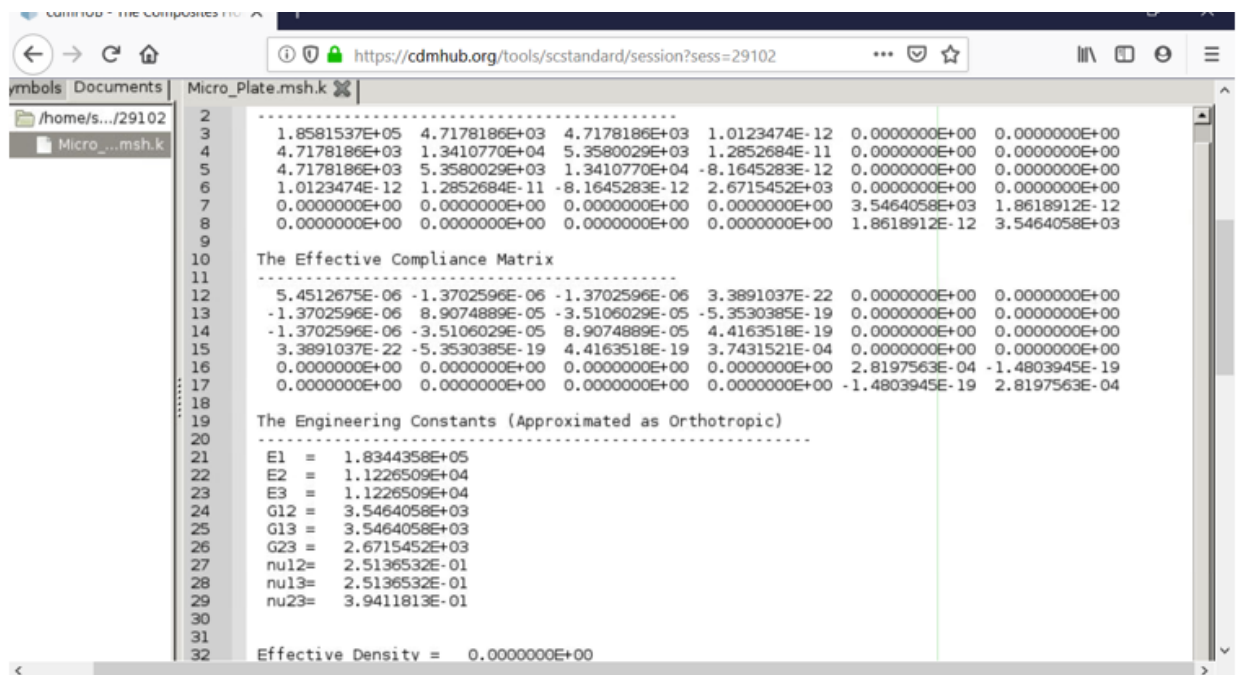 cdmHUB - The Composites H
https://cdmhub.org/tools/scstandard/session?sess=29102
ymbols Documents Micro_Plate.msh.k
/home/s.../29102
Micro_...msh.k
2 ---------------------------------------------
3 1.8581537E+05 4.7178186E+03 4.7178186E+03 1.0123474E-12 0.0000000E+00 0.0000000E+00
4 4.7178186E+03 1.3410770E+04 5.3580029E+03 1.2852684E-11 0.0000000E+00 0.0000000E+00
5 4.7178186E+03 5.3580029E+03 1.3410770E+04 -8.1645283E-12 0.0000000E+00 0.0000000E+00
6 1.0123474E-12 1.2852684E-11 -8.1645283E-12 2.6715452E+03 0.0000000E+00 0.0000000E+00
7 0.0000000E+00 0.0000000E+00 0.0000000E+00 0.0000000E+00 3.5464058E+03 1.8618912E-12
8 0.0000000E+00 0.0000000E+00 0.0000000E+00 0.0000000E+00 1.8618912E-12 3.5464058E+03
9
10 The Effective Compliance Matrix
11 ---------------------------------------------
12 5.4512675E-06 -1.3702596E-06 -1.3702596E-06 3.3891037E-22 0.0000000E+00 0.0000000E+00
13 -1.3702596E-06 8.9074889E-05 -3.5106029E-05 -5.3530385E-19 0.0000000E+00 0.0000000E+00
14 -1.3702596E-06 -3.5106029E-05 8.9074889E-05 4.4163518E-19 0.0000000E+00 0.0000000E+00
15 3.3891037E-22 -5.3530385E-19 4.4163518E-19 3.7431521E-04 0.0000000E+00 0.0000000E+00
16 0.0000000E+00 0.0000000E+00 0.0000000E+00 0.0000000E+00 2.8197563E-04 -1.4803945E-19
17 0.0000000E+00 0.0000000E+00 0.0000000E+00 0.0000000E+00 -1.4803945E-19 2.8197563E-04
18
19 The Engineering Constants (Approximated as Orthotropic)
20 -----------------------------------------------------------
21 E1 = 1.8344358E+05
22 E2 = 1.1226509E+04
23 E3 = 1.1226509E+04
24 G12 = 3.5464058E+03
25 G13 = 3.5464058E+03
26 G23 = 2.6715452E+03
27 nu12= 2.5136532E-01
28 nu13= 2.5136532E-01
29 nu23= 3.9411813E-01
30
31
32 Effective Density = 0.0000000E+00